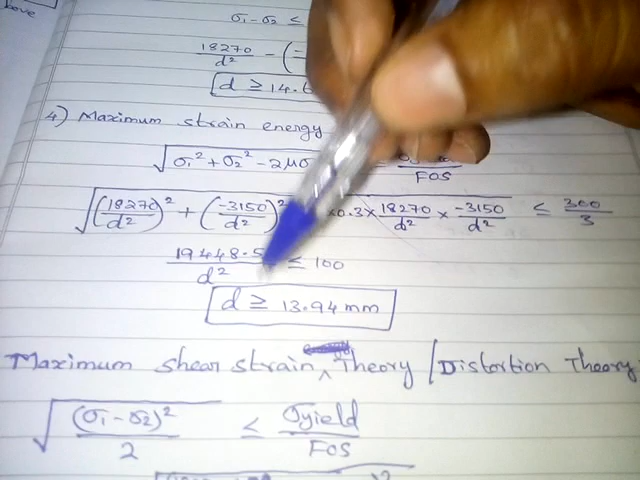 above
σ₁ - σ₂ ≤
18270/d² - (
d ≥ 14.6
4) Maximum strain energy
√(σ₁² + σ₂² - 2μσ ≤ /FOS
√((18270/d²)² + (-3150/d²)² ×0.3× 18270/d² × -3150/d²) ≤ 300/3
19448.5/d² ≤ 100
d ≥ 13.94 mm
Maximum shear strain ^ Theory / Distortion Theory
√((σ₁ - σ₂)²/2) ≤ σyield/FOS